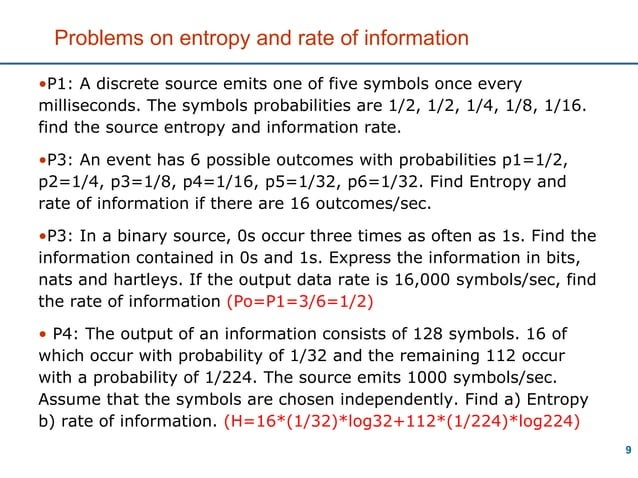 Problems on entropy and rate of information
•P1: A discrete source emits one of five symbols once every
milliseconds. The symbols probabilities are 1/2, 1/2, 1/4, 1/8, 1/16.
find the source entropy and information rate.
•P3: An event has 6 possible outcomes with probabilities p1=1/2,
p2=1/4, p3=1/8, p4=1/16, p5=1/32, p6=1/32. Find Entropy and
rate of information if there are 16 outcomes/sec.
•P3: In a binary source, 0s occur three times as often as 1s. Find the
information contained in 0s and 1s. Express the information in bits,
nats and hartleys. If the output data rate is 16,000 symbols/sec, find
the rate of information (Po=P1=3/6=1/2)
• P4: The output of an information consists of 128 symbols. 16 of
which occur with probability of 1/32 and the remaining 112 occur
with a probability of 1/224. The source emits 1000 symbols/sec.
Assume that the symbols are chosen independently. Find a) Entropy
b) rate of information. (H=16*(1/32)*log32+112*(1/224)*log224)
9